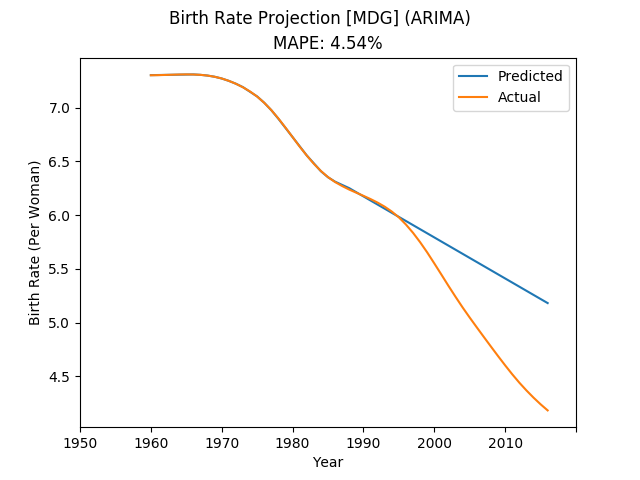 Birth Rate Projection [MDG] (ARIMA)
MAPE: 4.54%
Predicted
Actual
Birth Rate (Per Woman)
7.0
6.5
6.0
5.5
5.0
4.5
1950 1960 1970 1980 1990 2000 2010
Year